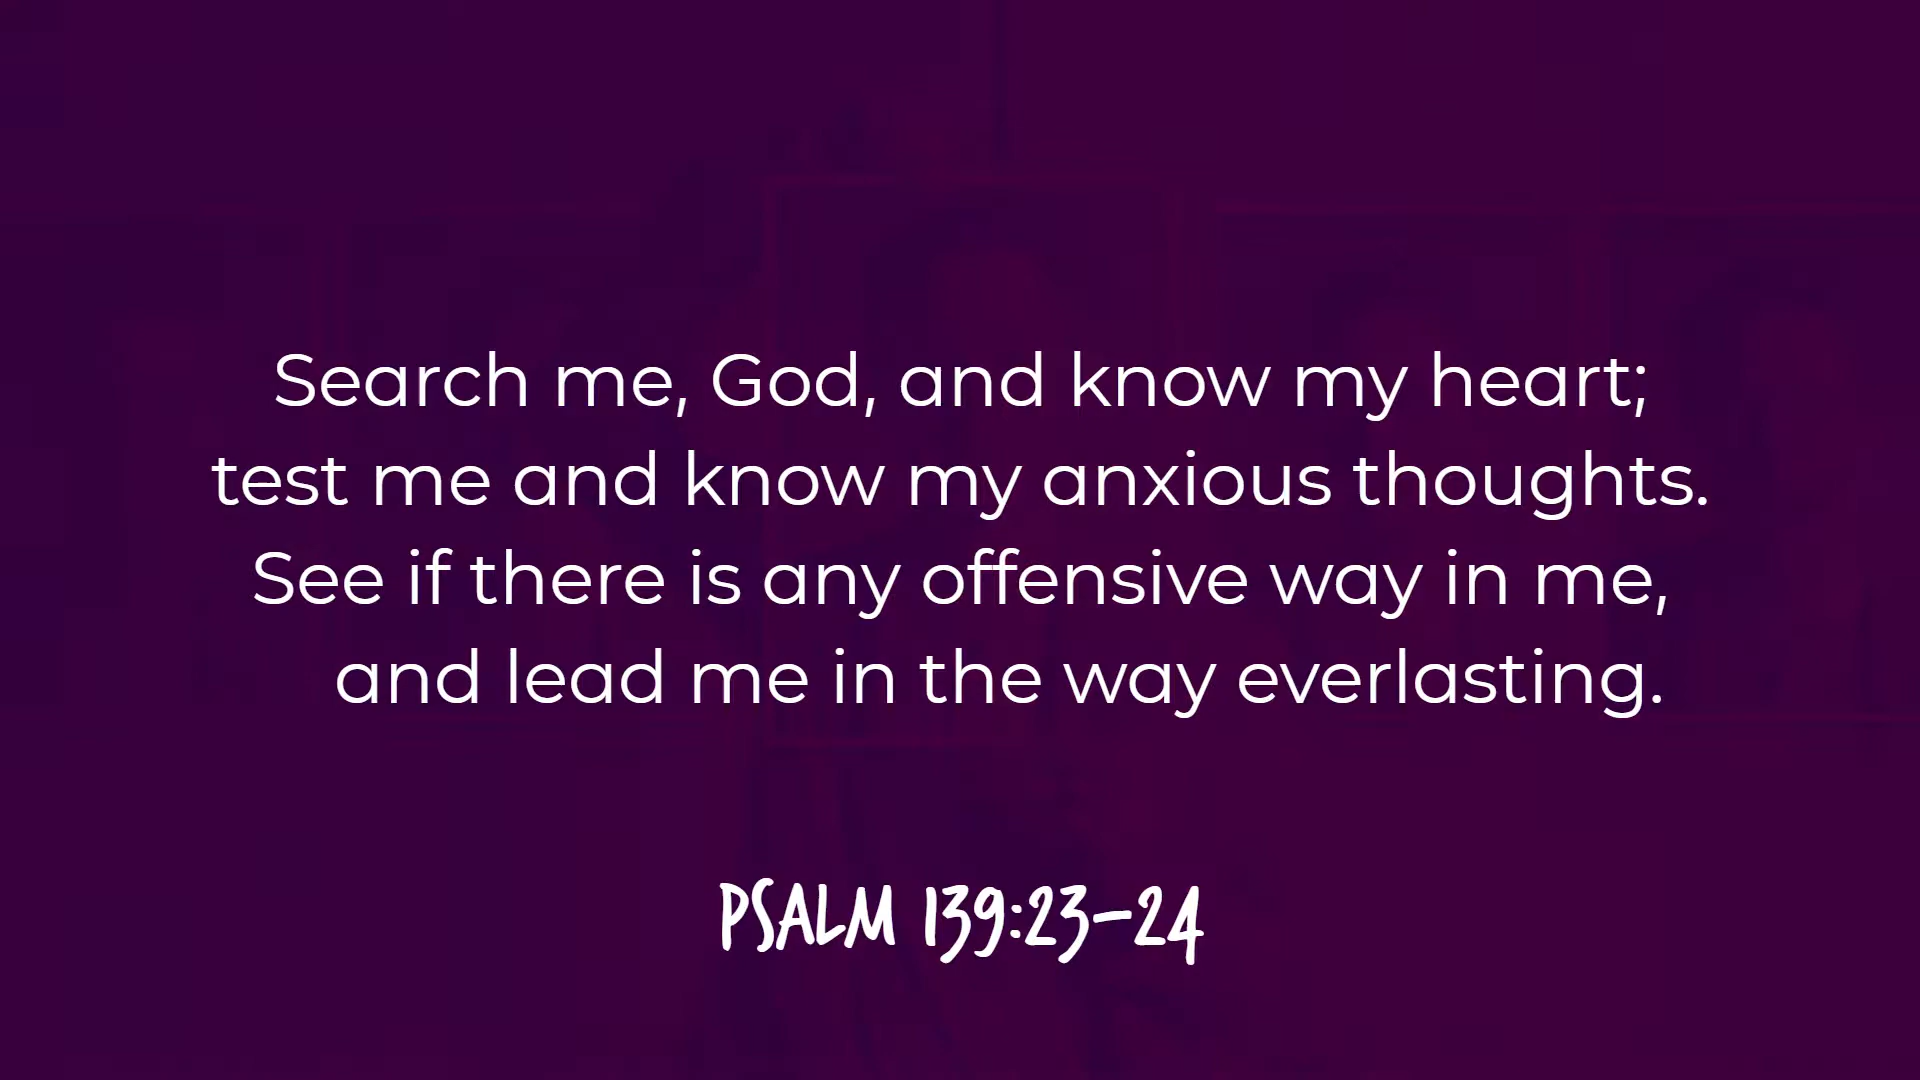 Search me, God, and know my heart;
test me and know my anxious thoughts.
See if there is any offensive way in me,
and lead me in the way everlasting.
PSALM 139:23-24